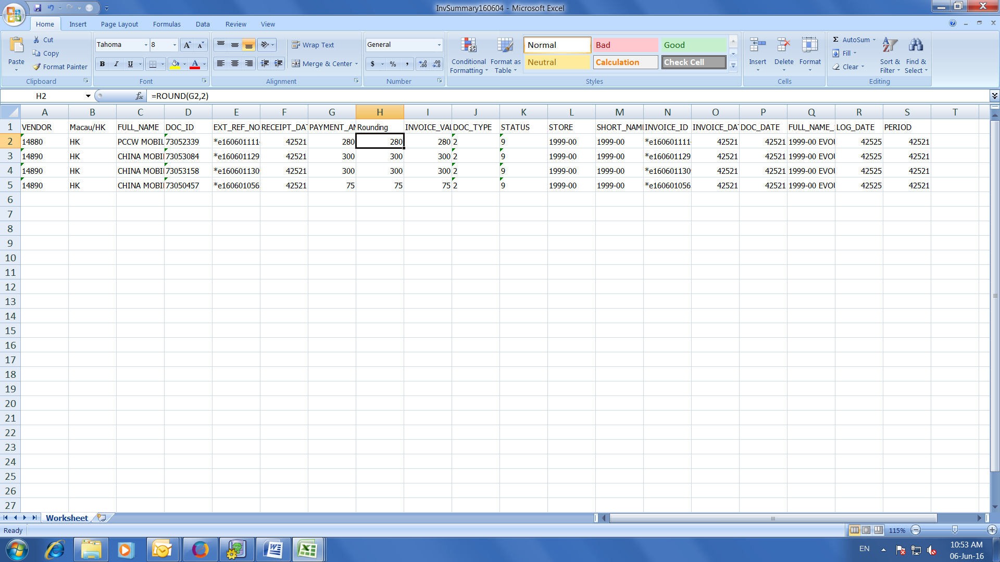 InvSummary160604 - Microsoft Excel
Home Insert Page Layout Formulas Data Review View
Paste Cut Copy Format Painter Clipboard
Tahoma 8 B I U A Font
Wrap Text Merge & Center Alignment
General $ % , Number
Conditional Formatting Format as Table Normal Bad Good Neutral Calculation Check Cell Styles
Insert Delete Format Cells
Σ AutoSum Fill Clear Sort & Filter Find & Select Editing
H2 fx =ROUND(G2,2)
A B C D E F G H I J K L M N O P Q R S T
1 VENDOR Macau/HK FULL_NAME DOC_ID EXT_REF_NO RECEIPT_DAT PAYMENT_AM Rounding INVOICE_VAL DOC_TYPE STATUS STORE SHORT_NAME INVOICE_ID INVOICE_DAT DOC_DATE FULL_NAME_ LOG_DATE PERIOD
2 14880 HK PCCW MOBIL 73052339 *e160601111 42521 280 280 280 2 9 1999-00 1999-00 *e160601111 42521 42521 1999-00 EVOU 42525 42521
3 14890 HK CHINA MOBI 73053084 *e160601129 42521 300 300 300 2 9 1999-00 1999-00 *e160601129 42521 42521 1999-00 EVOU 42525 42521
4 14890 HK CHINA MOBI 73053158 *e160601130 42521 300 300 300 2 9 1999-00 1999-00 *e160601130 42521 42521 1999-00 EVOU 42525 42521
5 14890 HK CHINA MOBI 73050457 *e160601056 42521 75 75 75 2 9 1999-00 1999-00 *e160601056 42521 42521 1999-00 EVOU 42525 42521
6
7
8
9
10
11
12
13
14
15
16
17
18
19
20
21
22
23
24
25
26
27
Worksheet
Ready 115%
EN 10:53 AM
06-Jun-16